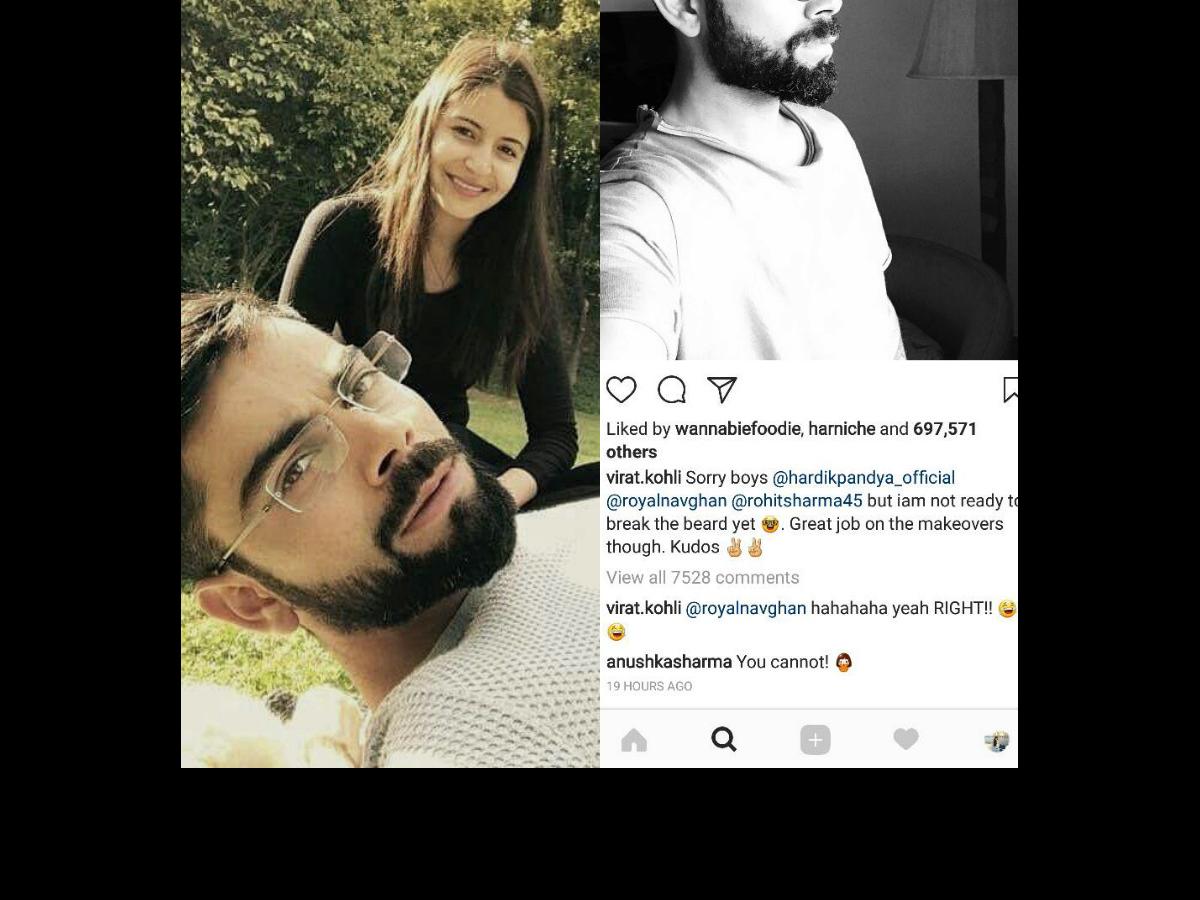 Liked by wannabiefoodie, harniche and 697,571
others
virat.kohli Sorry boys @hardikpandya_official
@royalnavghan @rohitsharma45 but iam not ready to
break the beard yet 🤓. Great job on the makeovers
though. Kudos ✌️✌️
View all 7528 comments
virat.kohli @royalnavghan hahahaha yeah RIGHT!! 😂
😂
anushkasharma You cannot! 🙅
19 HOURS AGO